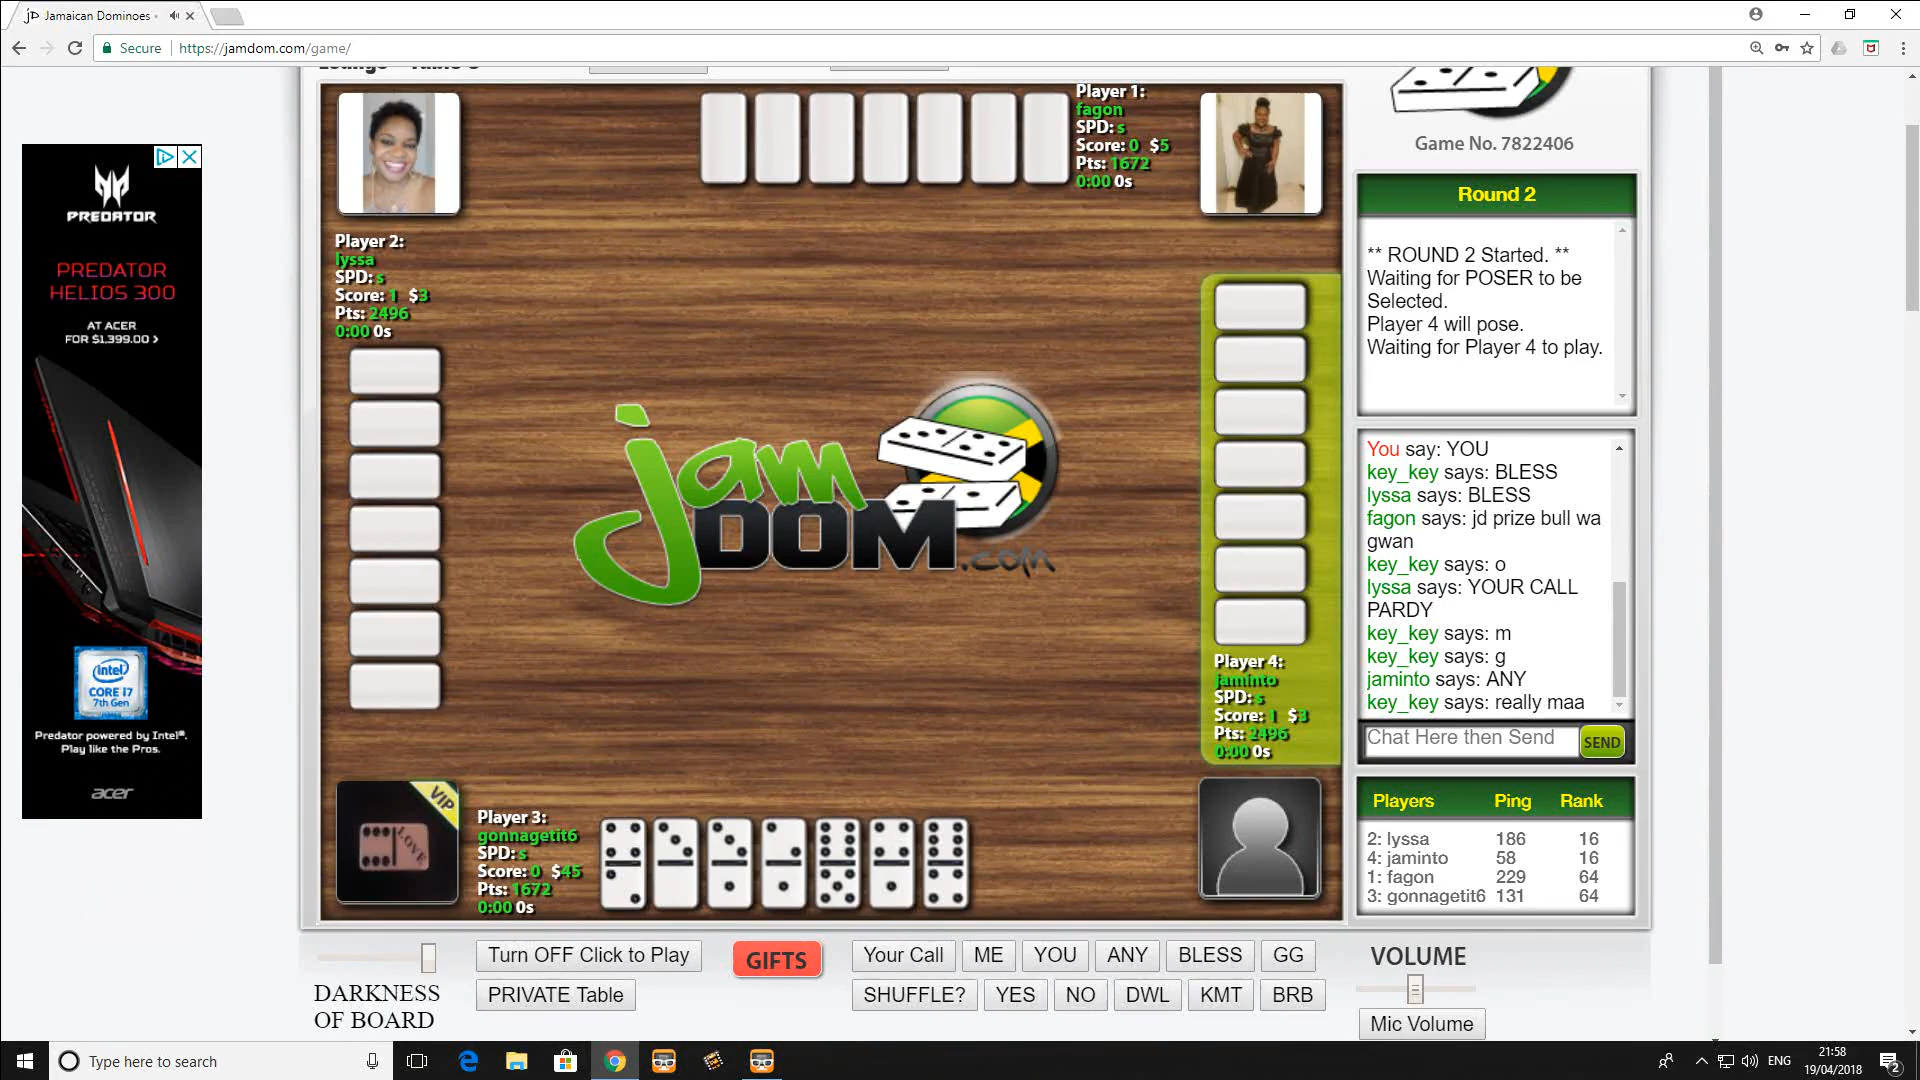 Jamaican Dominoes -
Secure https://jamdom.com/game/
Game No. 7822406
PREDATOR
PREDATOR
HELIOS 300
AT ACER
FOR $1,399.00 >
intel
CORE i7
7th Gen
Predator powered by Intel®.
Play like the Pros.
acer
Player 1:
fagon
SPD: s
Score: 0 $5
Pts: 1672
0:00 0s
Player 2:
lyssa
SPD: s
Score: 1 $3
Pts: 2496
0:00 0s
jam
DOM.com
Player 4:
jaminto
SPD: s
Score: 1 $3
Pts: 2496
0:00 0s
VIP
LOVE
Player 3:
gonnagetit6
SPD: s
Score: 0 $45
Pts: 1672
0:00 0s
Round 2
** ROUND 2 Started. **
Waiting for POSER to be
Selected.
Player 4 will pose.
Waiting for Player 4 to play.
You say: YOU
key_key says: BLESS
lyssa says: BLESS
fagon says: jd prize bull wa
gwan
key_key says: o
lyssa says: YOUR CALL
PARDY
key_key says: m
key_key says: g
jaminto says: ANY
key_key says: really maa
Chat Here then Send SEND
Players Ping Rank
2: lyssa 186 16
4: jaminto 58 16
1: fagon 229 64
3: gonnagetit6 131 64
DARKNESS
OF BOARD
Turn OFF Click to Play
PRIVATE Table
GIFTS
Your Call ME YOU ANY BLESS GG
SHUFFLE? YES NO DWL KMT BRB
VOLUME
Mic Volume
Type here to search
ENG
21:58
19/04/2018
2